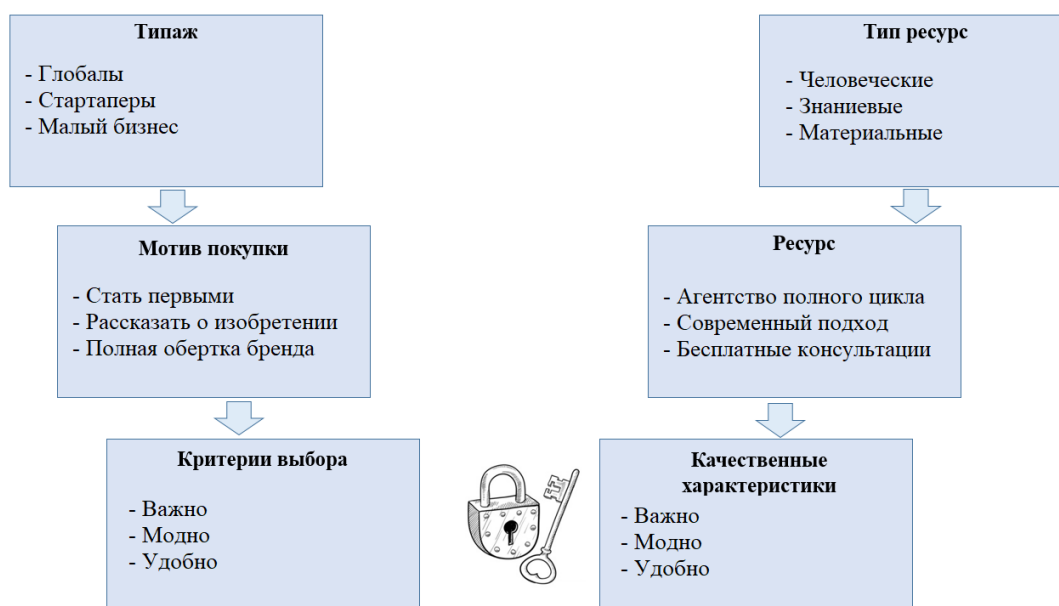 Типаж
- Глобалы
- Стартаперы
- Малый бизнес
Мотив покупки
- Стать первыми
- Рассказать о изобретении
- Полная обертка бренда
Критерии выбора
- Важно
- Модно
- Удобно
Тип ресурс
- Человеческие
- Знаниевые
- Материальные
Ресурс
- Агентство полного цикла
- Современный подход
- Бесплатные консультации
Качественные
характеристики
- Важно
- Модно
- Удобно